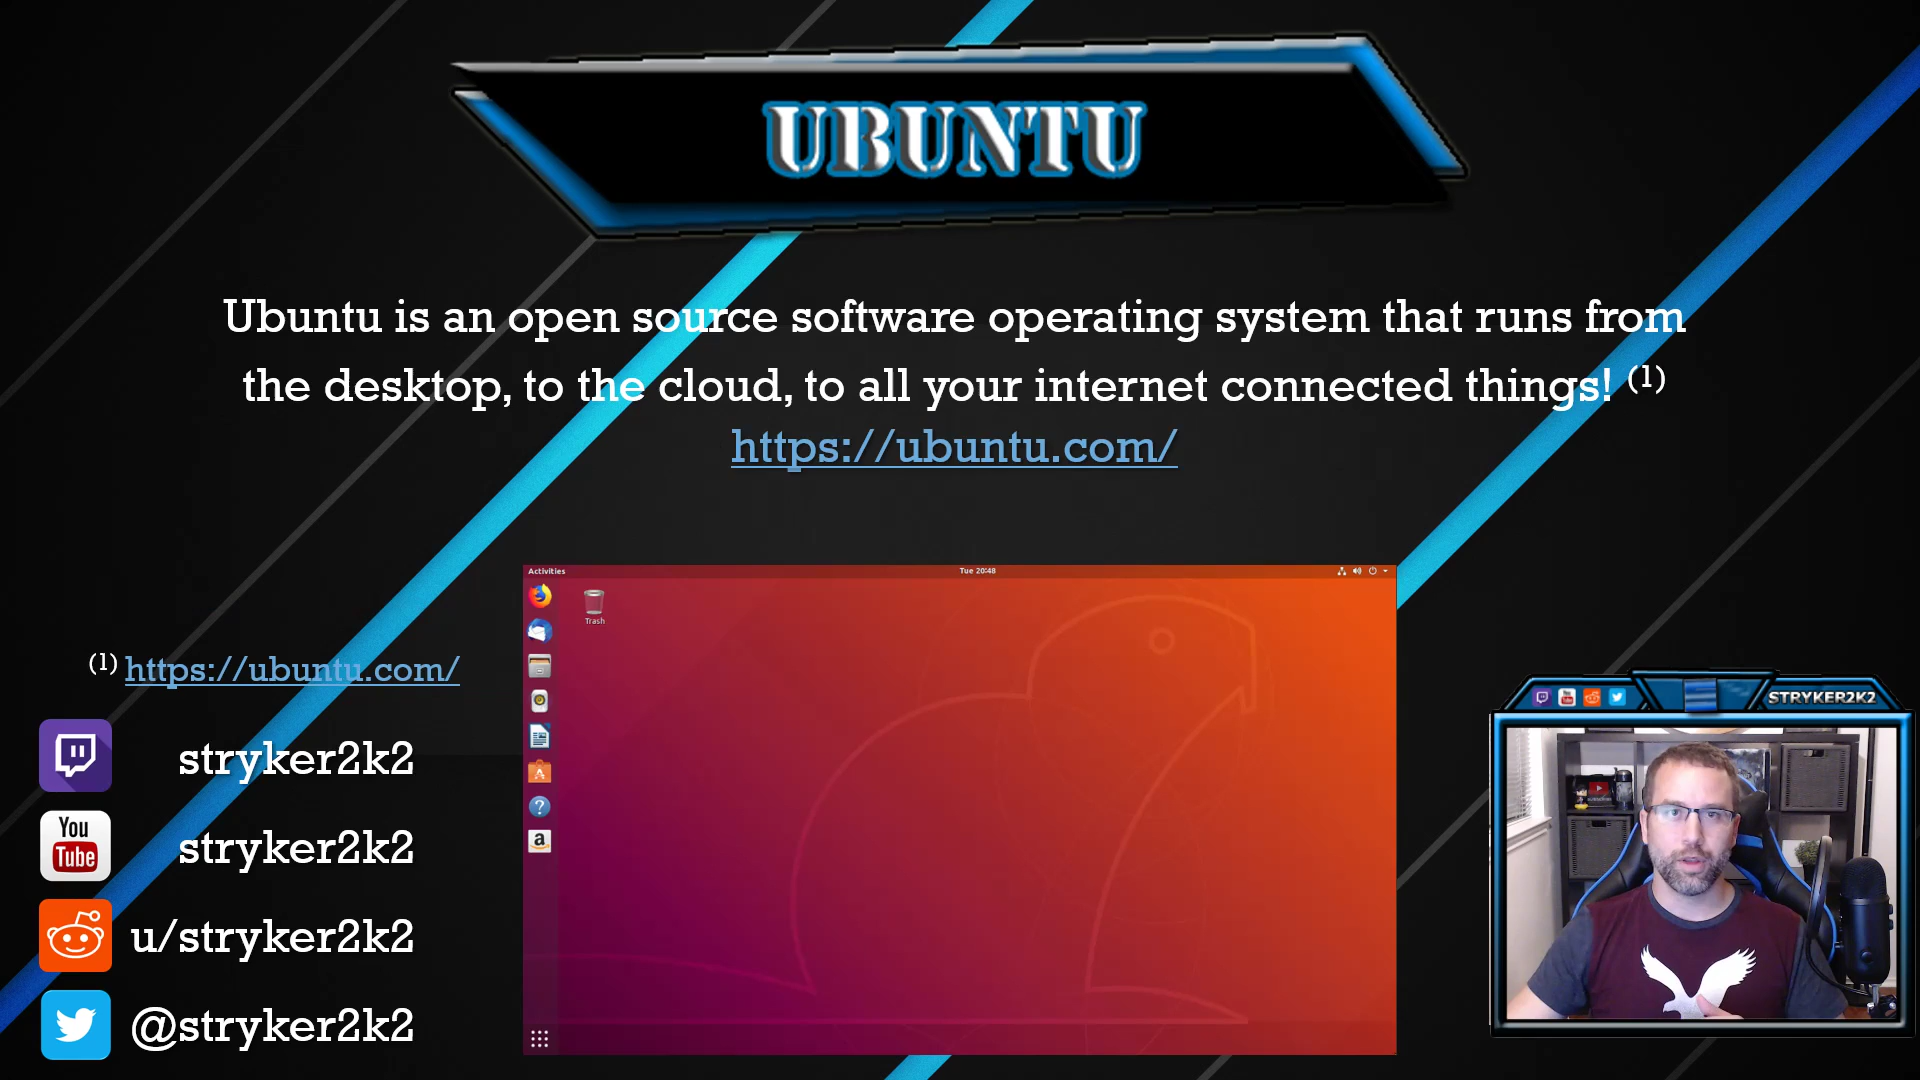 UBUNTU
Ubuntu is an open source software operating system that runs from
the desktop, to the cloud, to all your internet connected things! (1)
https://ubuntu.com/
Activities
Tue 20:48
Trash
(1) https://ubuntu.com/
stryker2k2
You Tube
stryker2k2
u/stryker2k2
@stryker2k2
You Tube
STRYKER2K2